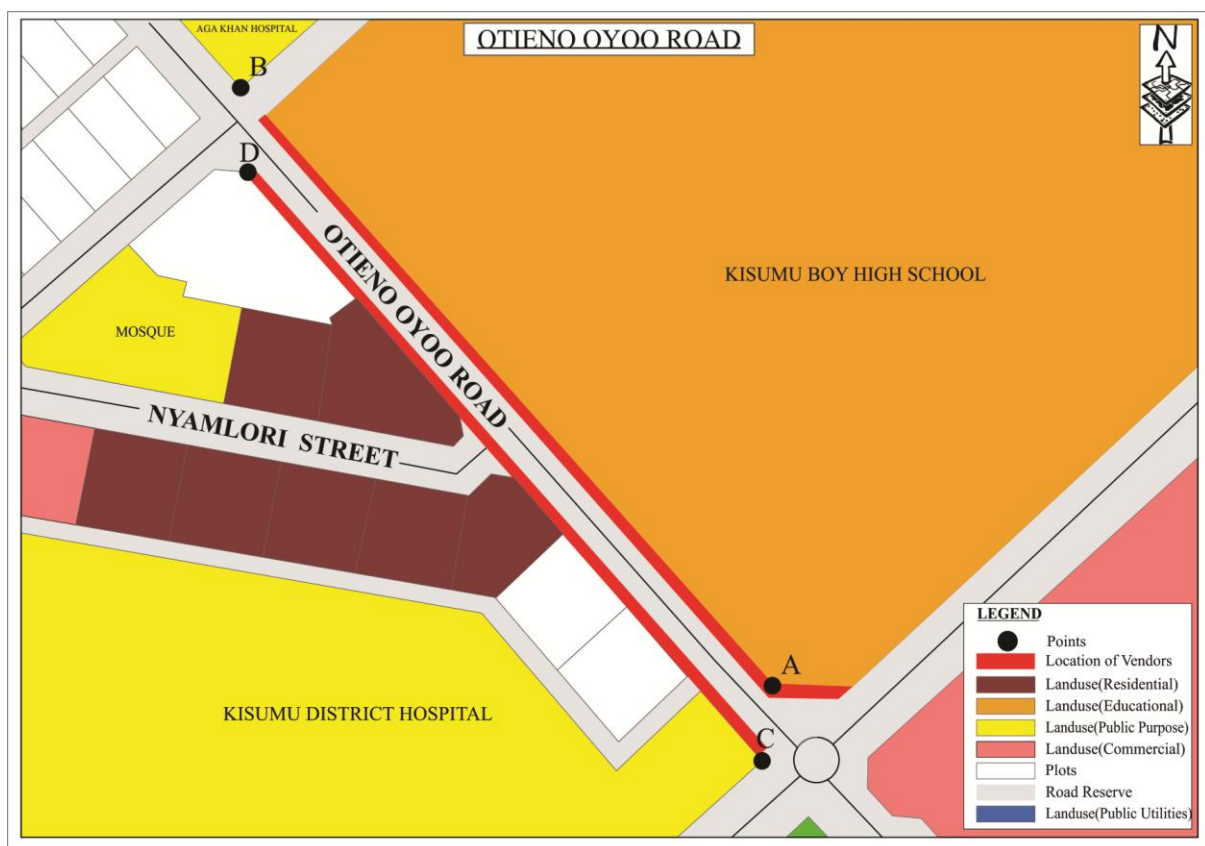 AGA KHAN HOSPITAL
OTIENO OYOO ROAD
N
B
D
OTIENO OYOO ROAD
KISUMU BOY HIGH SCHOOL
MOSQUE
NYAMLORI STREET
A
KISUMU DISTRICT HOSPITAL
C
LEGEND
Points
Location of Vendors
Landuse(Residential)
Landuse(Educational)
Landuse(Public Purpose)
Landuse(Commercial)
Plots
Road Reserve
Landuse(Public Utilities)